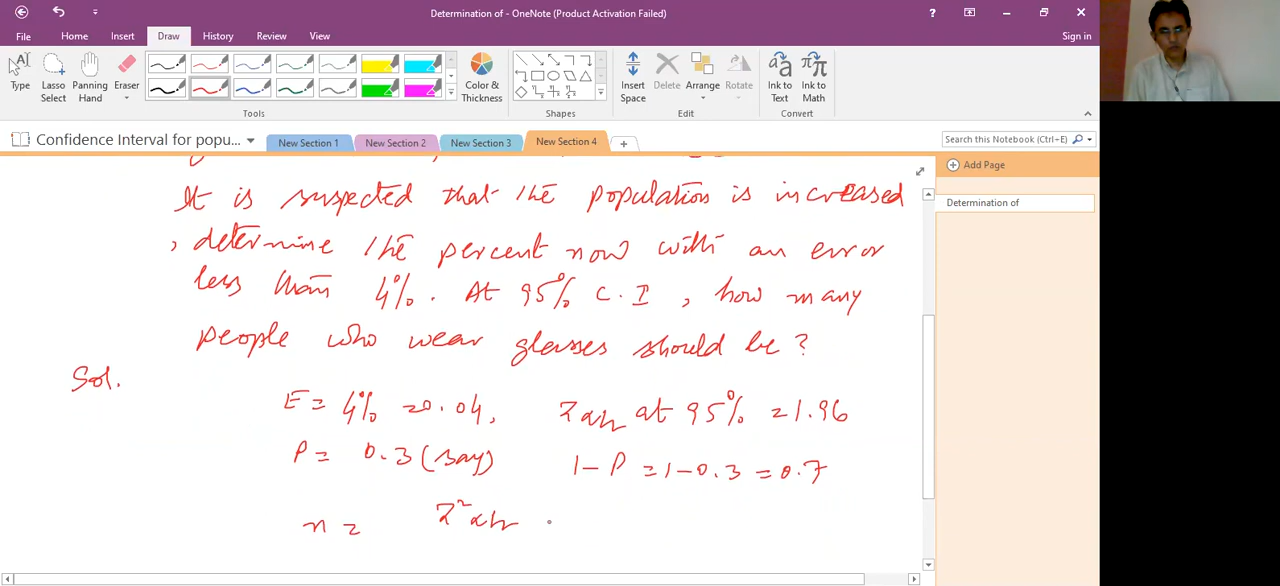 Determination of - OneNote (Product Activation Failed)
File Home Insert Draw History Review View Sign in
Type Lasso Select Panning Hand Eraser Color & Thickness Insert Space Delete Arrange Rotate Ink to Text Ink to Math
Tools Shapes Edit Convert
Confidence Interval for popu... New Section 1 New Section 2 New Section 3 New Section 4 Search this Notebook (Ctrl+E)
Add Page
Determination of
It is suspected that the population is increased
, determine the percent now with an error
less than 4%. At 95% C.I, how many
people who wear glasses should be?
Sol.
E = 4% = 0.04, Zα/2 at 95% = 1.96
P = 0.3 (say) 1-P = 1-0.3 = 0.7
n = Z²α/2